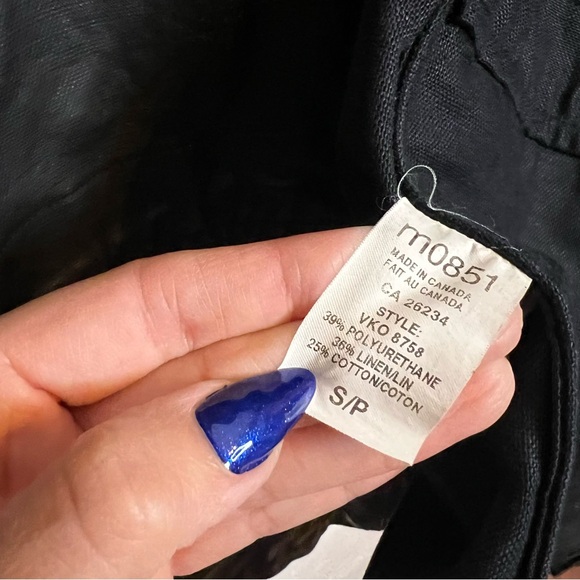 m0851
MADE IN CANADA
FAIT AU CANADA
CA 26234
STYLE:
VKO 8758
39% POLYURETHANE
36% LINEN/LIN
25% COTTON/COTON
S/P